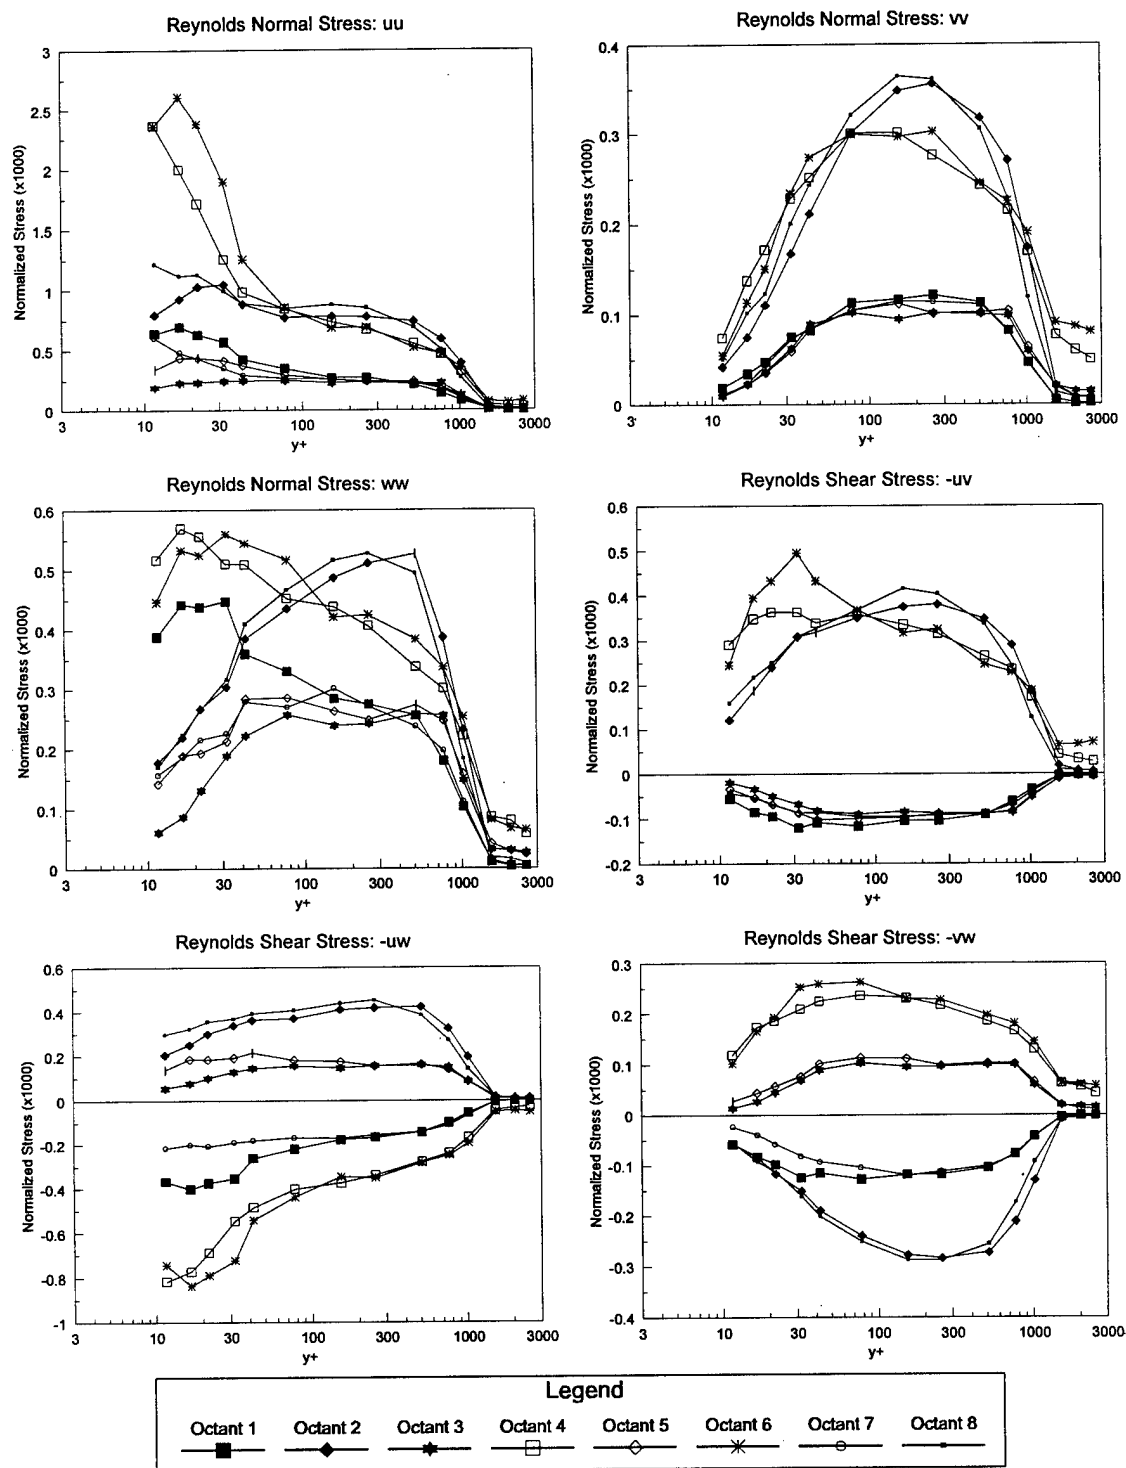 Reynolds Normal Stress: uu
3
2.5
2
1.5
1
0.5
0
Normalized Stress (x1000)
3 10 30 100 300 1000 3000
y+
Reynolds Normal Stress: vv
0.4
0.3
0.2
0.1
0
Normalized Stress (x1000)
3 10 30 100 300 1000 3000
y+
Reynolds Normal Stress: ww
0.6
0.5
0.4
0.3
0.2
0.1
0
Normalized Stress (x1000)
3 10 30 100 300 1000 3000
y+
Reynolds Shear Stress: -uv
0.6
0.5
0.4
0.3
0.2
0.1
0
-0.1
-0.2
Normalized Stress (x1000)
3 10 30 100 300 1000 3000
y+
Reynolds Shear Stress: -uw
0.6
0.4
0.2
0
-0.2
-0.4
-0.6
-0.8
-1
Normalized Stress (x1000)
3 10 30 100 300 1000 3000
y+
Reynolds Shear Stress: -vw
0.3
0.2
0.1
0
-0.1
-0.2
-0.3
-0.4
Normalized Stress (x1000)
3 10 30 100 300 1000 3000
y+
Legend
Octant 1 Octant 2 Octant 3 Octant 4 Octant 5 Octant 6 Octant 7 Octant 8